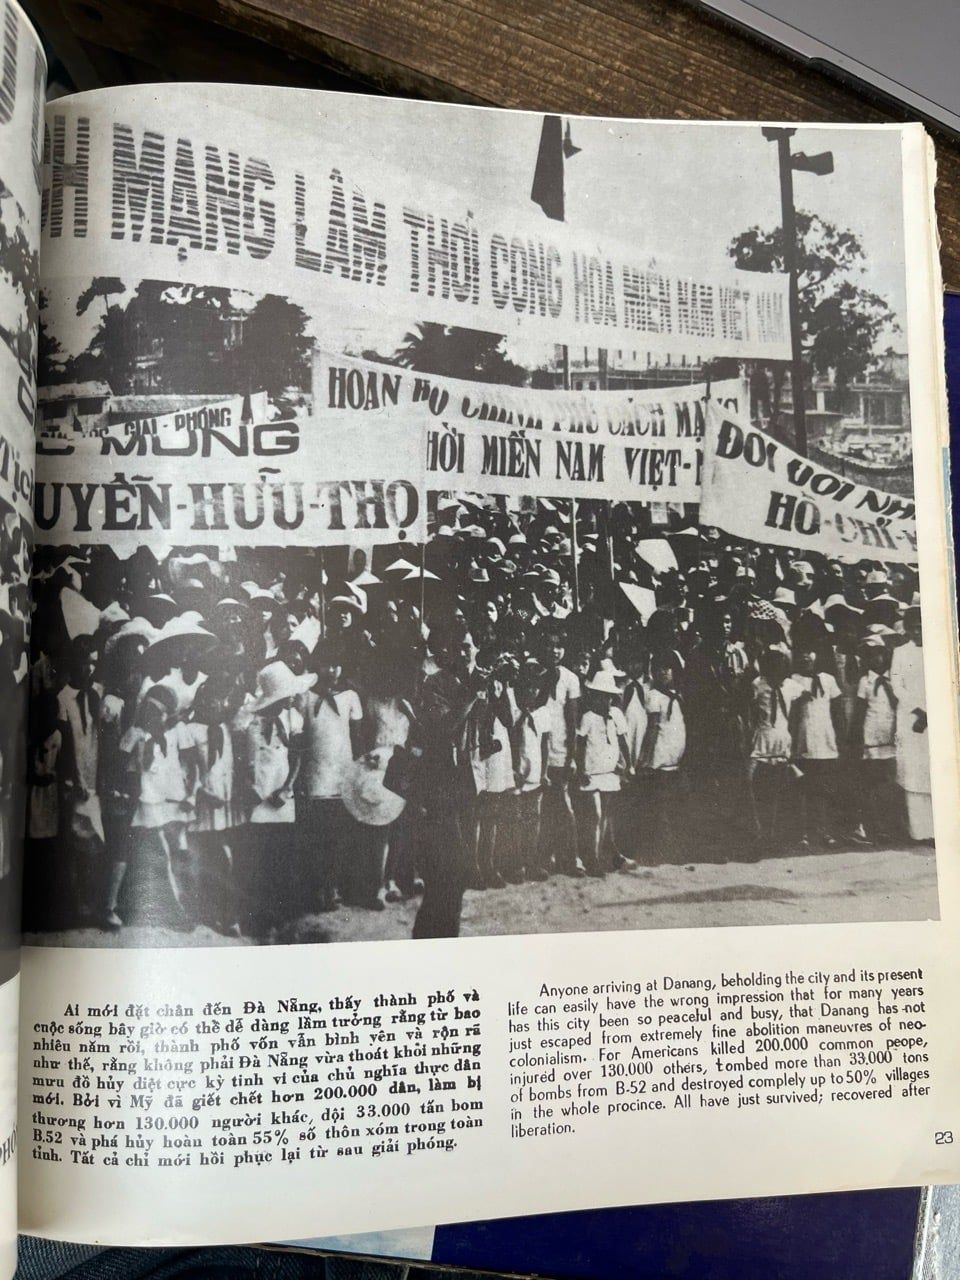 H MẠNG LÂM THỜI CỘNG HÒA MIỀN NAM VIỆT NAM
HOAN HÔ CHÍNH PHỦ CÁCH MẠNG
HỜI MIỀN NAM VIỆT-N
GIẢI-PHÓNG
C MỪNG
UYỄN-HỮU-THỌ
ĐỜI ĐỜI NH
HỒ-CHÍ-
Ai mới đặt chân đến Đà Nẵng, thấy thành phố và
cuộc sống bây giờ có thể dễ dàng lầm tưởng rằng từ bao
nhiêu năm rồi, thành phố vốn vẫn bình yên và rộn rã
như thế, rằng không phải Đà Nẵng vừa thoát khỏi những
mưu đồ hủy diệt cực kỳ tinh vi của chủ nghĩa thực dân
mới. Bởi vì Mỹ đã giết chết hơn 200.000 dân, làm bị
thương hơn 130.000 người khác, dội 33.000 tấn bom
B.52 và phá hủy hoàn toàn 55% số thôn xóm trong toàn
tỉnh. Tất cả chỉ mới hồi phục lại từ sau giải phóng.
Anyone arriving at Danang, beholding the city and its present
life can easily have the wrong impression that for many years
has this city been so peaceful and busy, that Danang has not
just escaped from extremely fine abolition maneuvres of neo-
colonialism. For Americans killed 200.000 common peope,
injured over 130.000 others, tombed more than 33.000 tons
of bombs from B-52 and destroyed complely up to 50% villages
in the whole procince. All have just survived; recovered after
liberation.
23